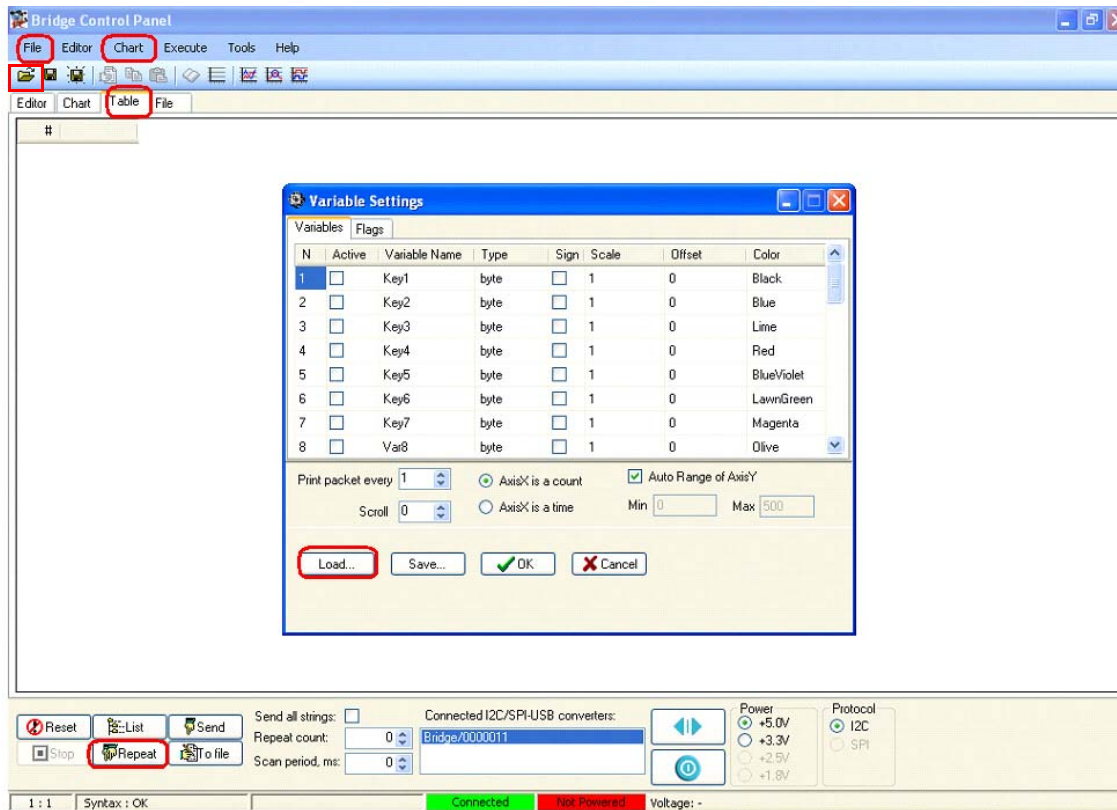 Bridge Control Panel
File Editor Chart Execute Tools Help
Editor Chart Table File
#
Variable Settings
Variables Flags
N Active Variable Name Type Sign Scale Offset Color
1 Key1 byte 1 0 Black
2 Key2 byte 1 0 Blue
3 Key3 byte 1 0 Lime
4 Key4 byte 1 0 Red
5 Key5 byte 1 0 BlueViolet
6 Key6 byte 1 0 LawnGreen
7 Key7 byte 1 0 Magenta
8 Var8 byte 1 0 Olive
Print packet every 1 AxisX is a count Auto Range of AxisY
Scroll 0 AxisX is a time Min 0 Max 500
Load... Save... OK Cancel
Reset List Send Send all strings: Connected I2C/SPI-USB converters: Power Protocol
Stop Repeat To file Repeat count: 0 Bridge/0000011 +5.0V I2C
Scan period, ms: 0 +3.3V SPI
+2.5V
+1.8V
1 : 1 Syntax : OK Connected Not Powered Voltage: -